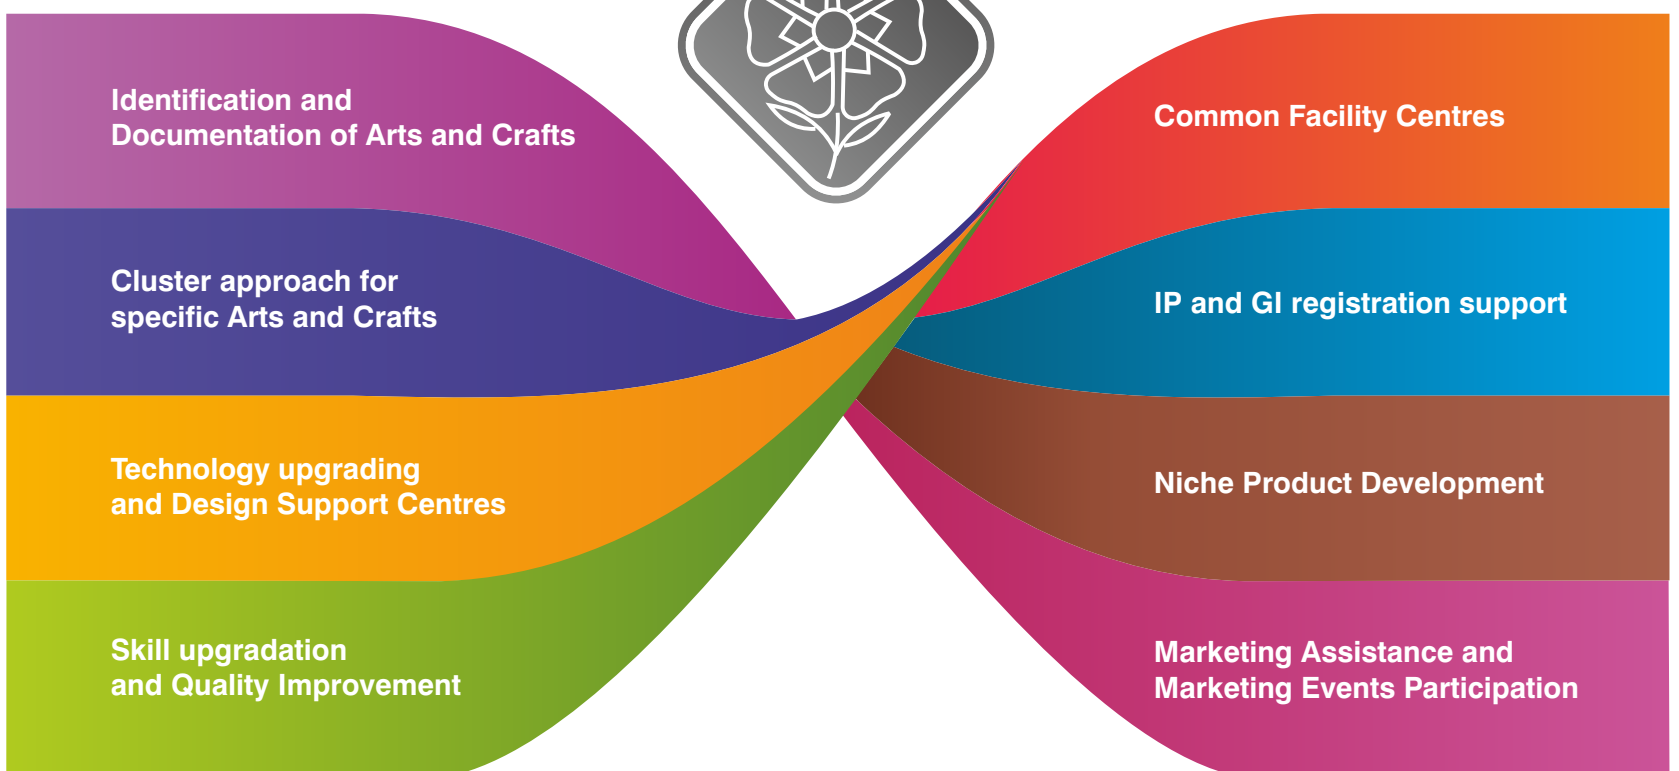 Identification and
Documentation of Arts and Crafts
Cluster approach for
specific Arts and Crafts
Technology upgrading
and Design Support Centres
Skill upgradation
and Quality Improvement
Common Facility Centres
IP and GI registration support
Niche Product Development
Marketing Assistance and
Marketing Events Participation